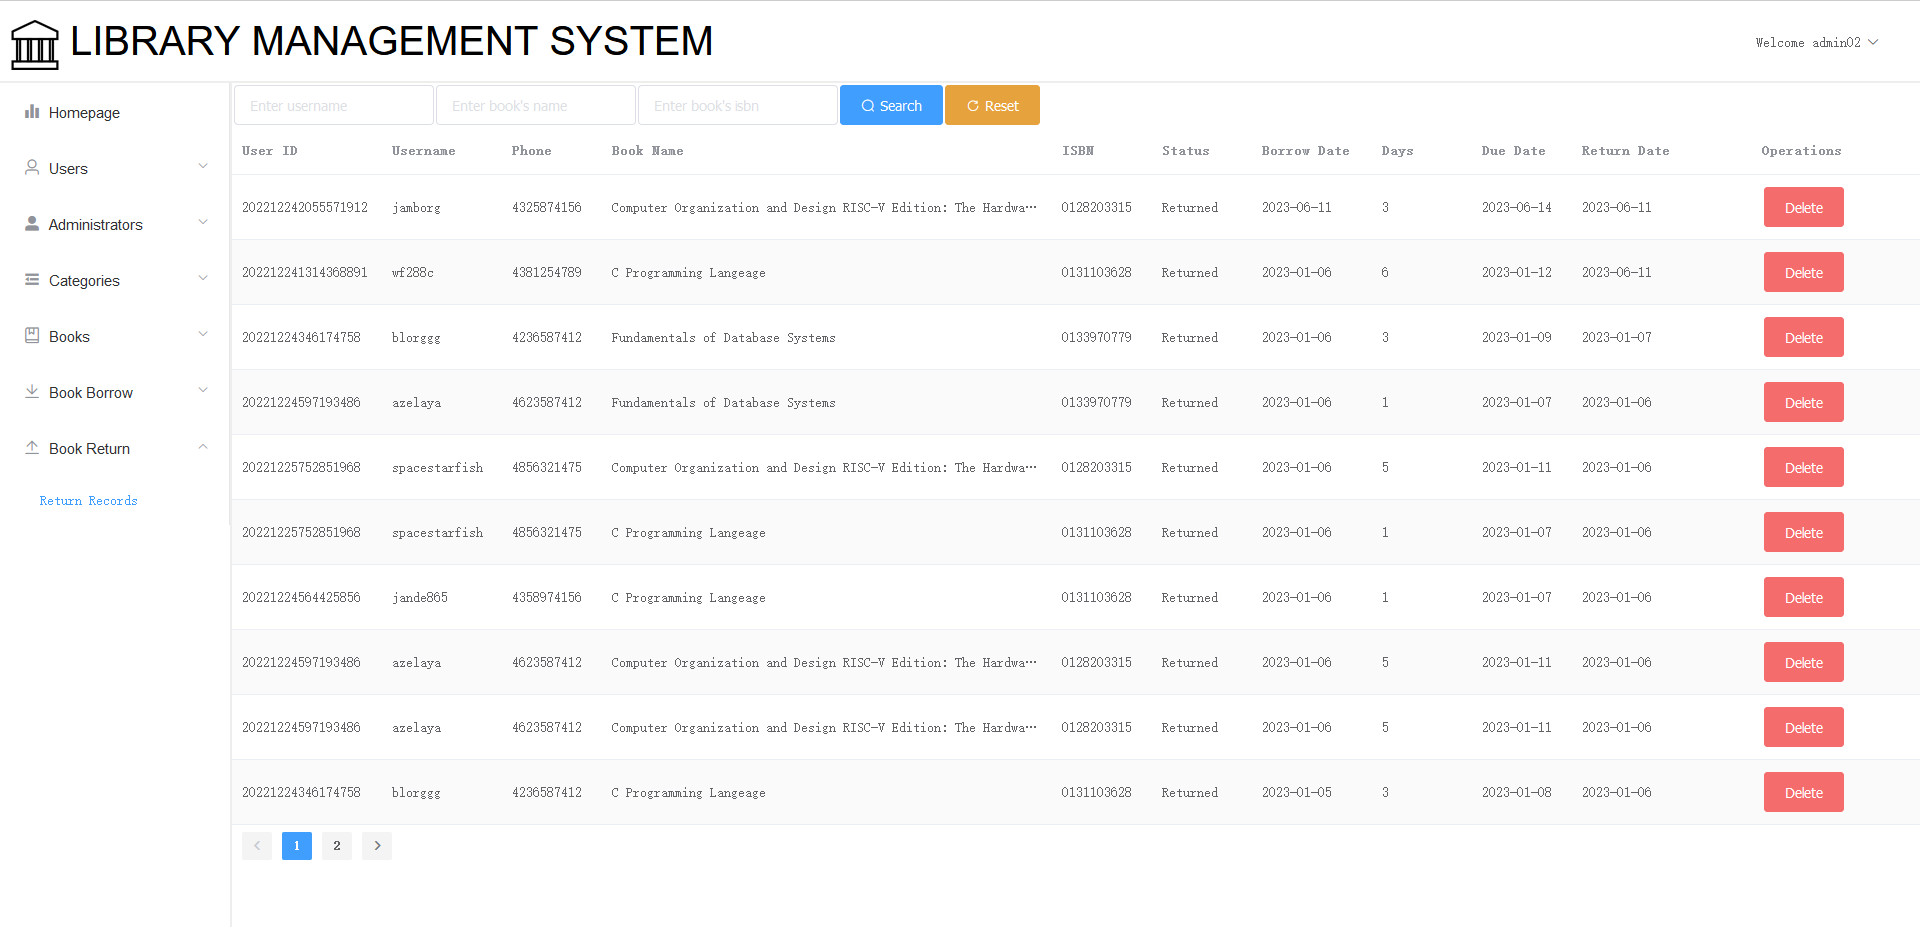 LIBRARY MANAGEMENT SYSTEM
Welcome admin02
Homepage
Users
Administrators
Categories
Books
Book Borrow
Book Return
Return Records
Enter username Enter book's name Enter book's isbn Search Reset
User ID Username Phone Book Name ISBN Status Borrow Date Days Due Date Return Date Operations
202212242055571912 jamborg 4325874156 Computer Organization and Design RISC-V Edition: The Hardwa… 0128203315 Returned 2023-06-11 3 2023-06-14 2023-06-11 Delete
202212241314368891 wf288c 4381254789 C Programming Langeage 0131103628 Returned 2023-01-06 6 2023-01-12 2023-06-11 Delete
20221224346174758 blorggg 4236587412 Fundamentals of Database Systems 0133970779 Returned 2023-01-06 3 2023-01-09 2023-01-07 Delete
20221224597193486 azelaya 4623587412 Fundamentals of Database Systems 0133970779 Returned 2023-01-06 1 2023-01-07 2023-01-06 Delete
20221225752851968 spacestarfish 4856321475 Computer Organization and Design RISC-V Edition: The Hardwa… 0128203315 Returned 2023-01-06 5 2023-01-11 2023-01-06 Delete
20221225752851968 spacestarfish 4856321475 C Programming Langeage 0131103628 Returned 2023-01-06 1 2023-01-07 2023-01-06 Delete
20221224564425856 jande865 4358974156 C Programming Langeage 0131103628 Returned 2023-01-06 1 2023-01-07 2023-01-06 Delete
20221224597193486 azelaya 4623587412 Computer Organization and Design RISC-V Edition: The Hardwa… 0128203315 Returned 2023-01-06 5 2023-01-11 2023-01-06 Delete
20221224597193486 azelaya 4623587412 Computer Organization and Design RISC-V Edition: The Hardwa… 0128203315 Returned 2023-01-06 5 2023-01-11 2023-01-06 Delete
20221224346174758 blorggg 4236587412 C Programming Langeage 0131103628 Returned 2023-01-05 3 2023-01-08 2023-01-06 Delete
1 2